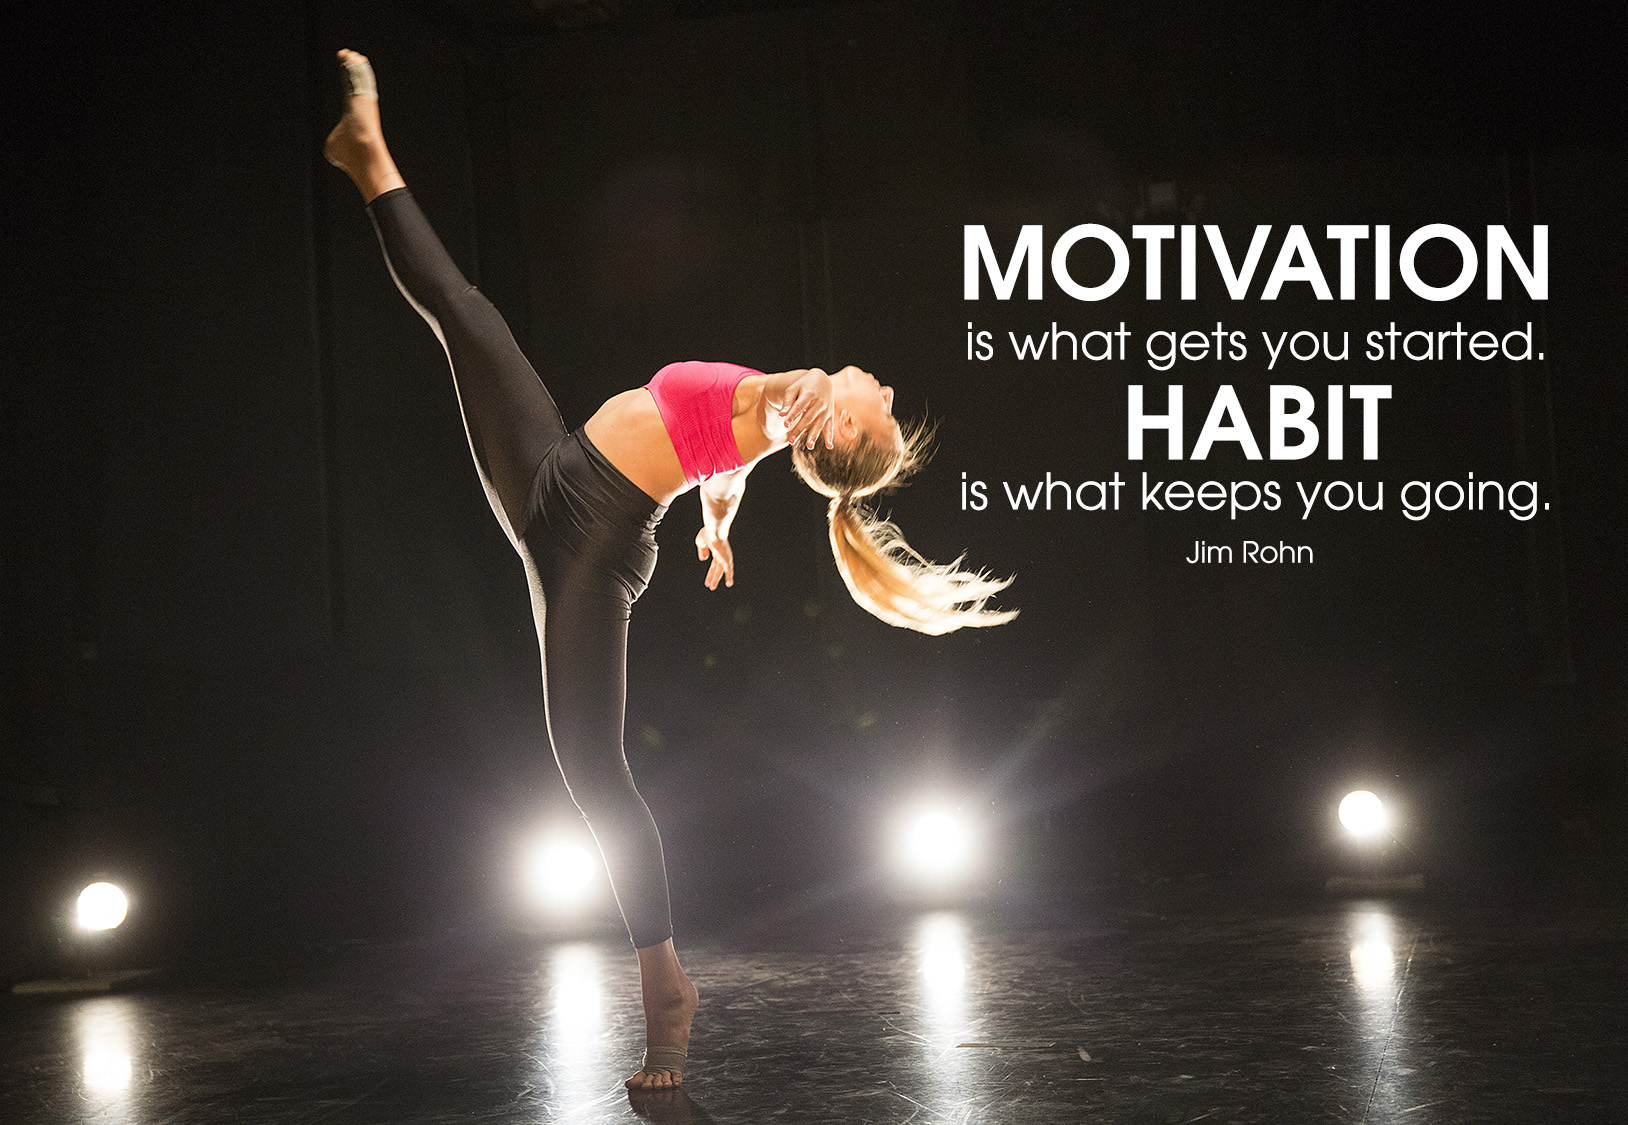 MOTIVATION
is what gets you started.
HABIT
is what keeps you going.
Jim Rohn